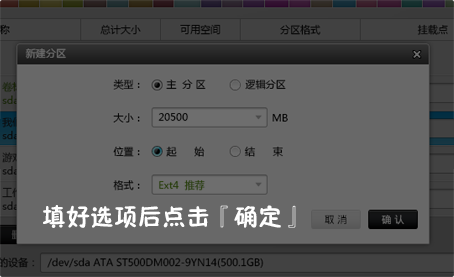 称 总计大小 可用空间 分区格式 挂载点
新建分区
类型： 主 分 区 逻辑分区
大小： 20500 MB
位置： 起 始 结 束
格式： Ext4 推荐
填好选项后点击『确定』
取 消 确 认
sda
我
sda
游
sda
工作
sda
的设备： /dev/sda ATA ST500DM002-9YN14(500.1GB)